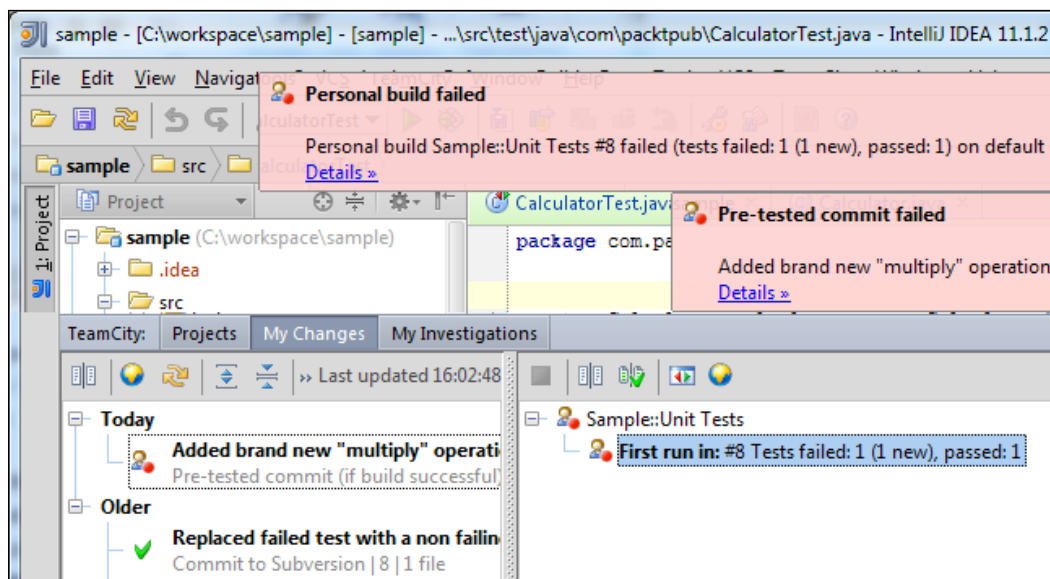 sample - [C:\workspace\sample] - [sample] - ...\src\test\java\com\packtpub\CalculatorTest.java - IntelliJ IDEA 11.1.2
File Edit View Navigat
Window Help
Personal build failed
Personal build Sample::Unit Tests #8 failed (tests failed: 1 (1 new), passed: 1) on default
Details »
sample src
1: Project
Project
CalculatorTest.java
Pre-tested commit failed
Added brand new "multiply" operation
Details »
sample (C:\workspace\sample)
package com.pa
.idea
src
TeamCity: Projects My Changes My Investigations
» Last updated 16:02:48
Today
Added brand new "multiply" operati
Pre-tested commit (if build successful)
Older
Replaced failed test with a non failin
Commit to Subversion | 8 | 1 file
Sample::Unit Tests
First run in: #8 Tests failed: 1 (1 new), passed: 1